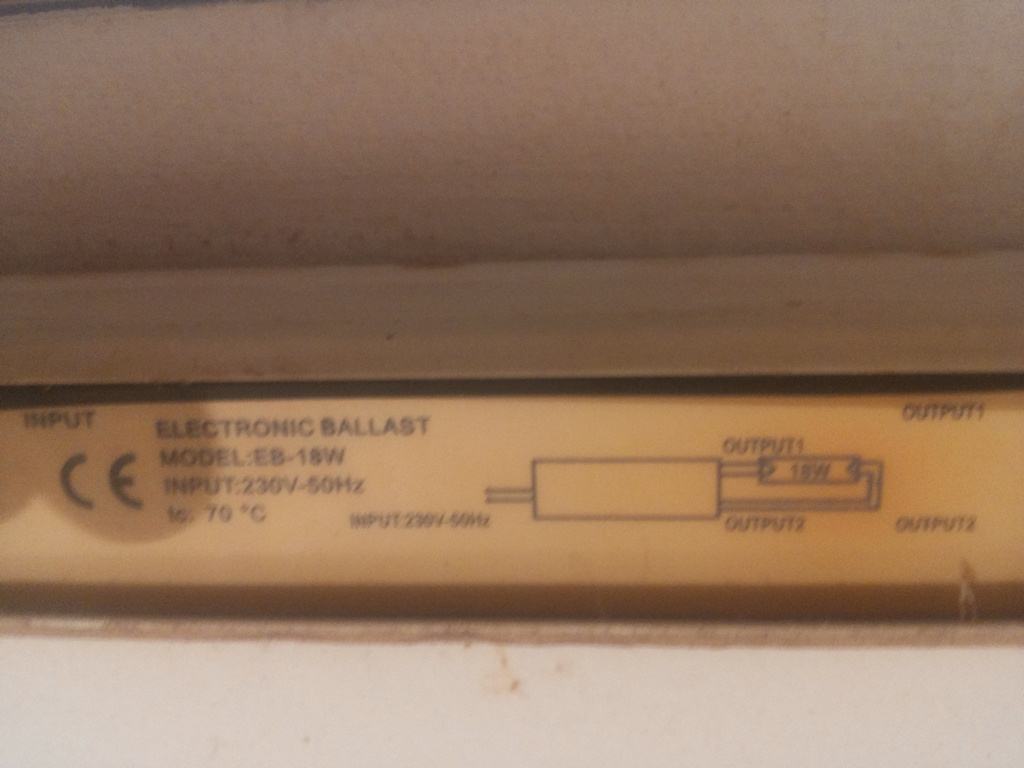 INPUT
CE
ELECTRONIC BALLAST
MODEL:EB-18W
INPUT:230V-50Hz
tc: 70 °C
INPUT:230V-50Hz
OUTPUT1
18W
OUTPUT2
OUTPUT1
OUTPUT2